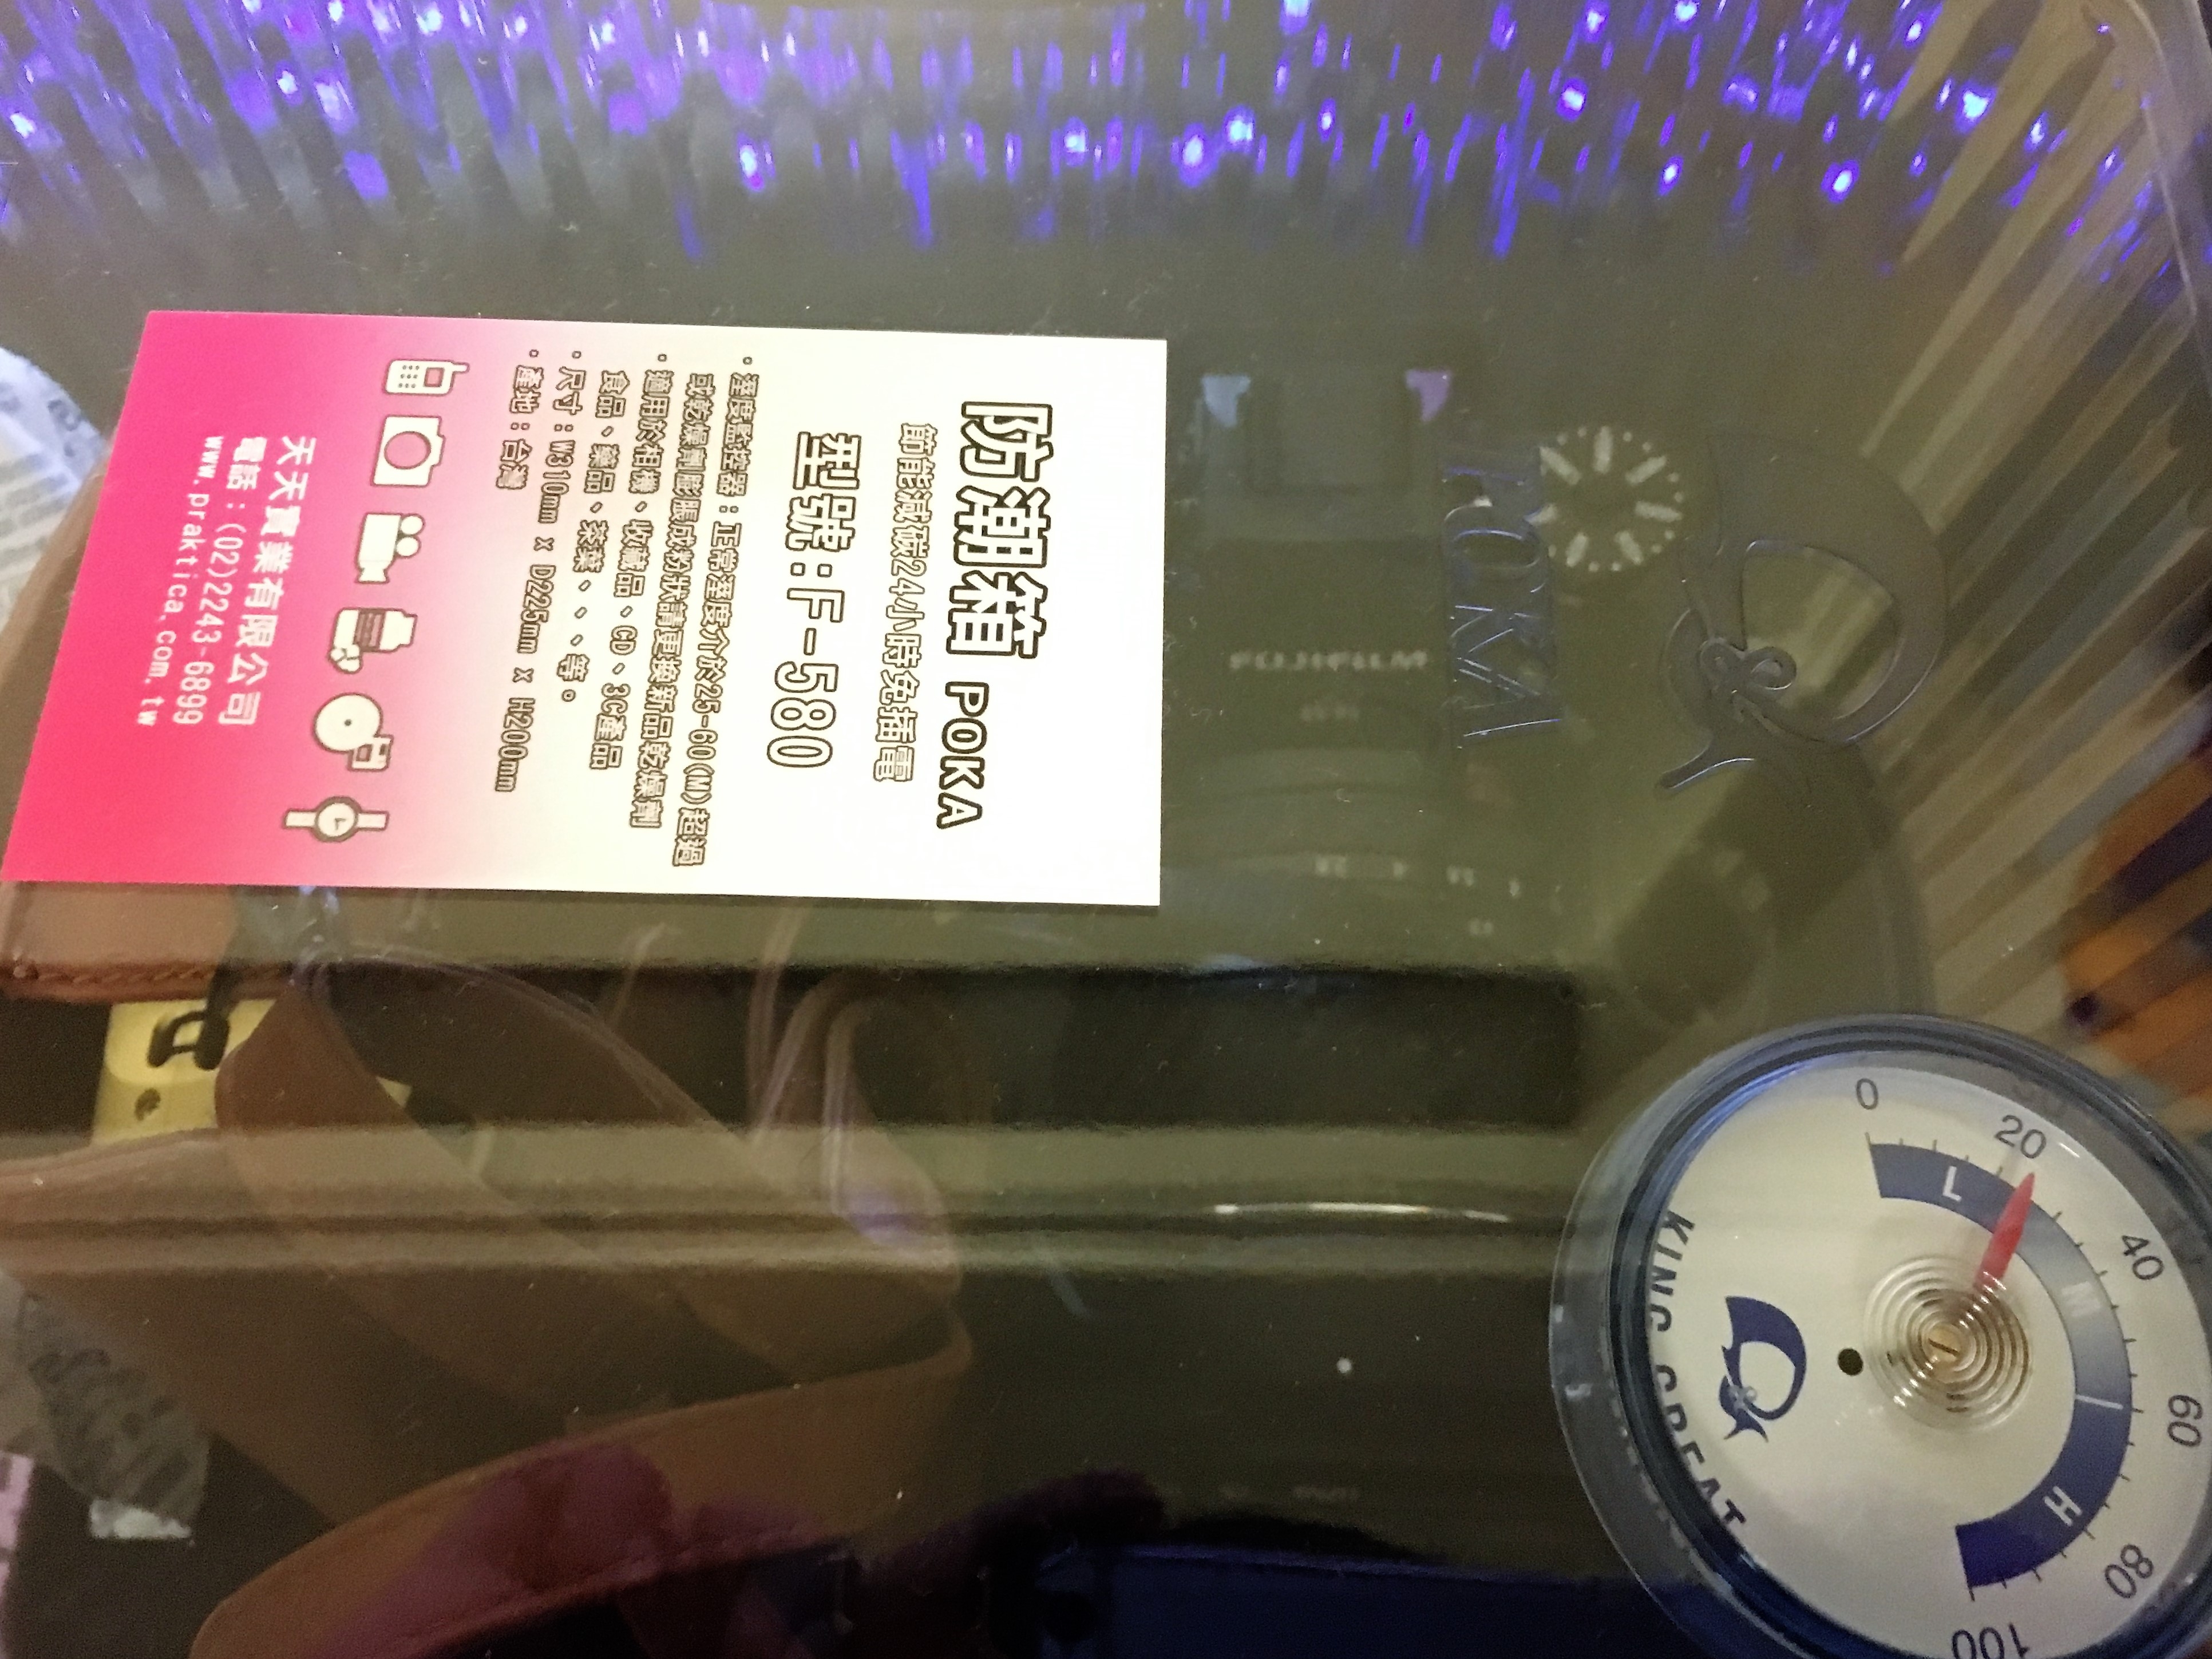 防潮箱 POKA
節能減碳24小時免插電
型號:F-580
・溼度監控器：正常溼度介於25-60(M)超過
或乾燥劑膨脹成粉狀請更換新品乾燥劑
・適用於相機、收藏品、CD、3C產品
食品、藥品、茶葉、、、等。
・尺寸：W310mm x D225mm x H200mm
・產地：台灣
天天實業有限公司
電話：(02)2243-6899
www.praktica.com.tw
POKA
0
20
40
60
80
100
L
M
H
KING GREAT